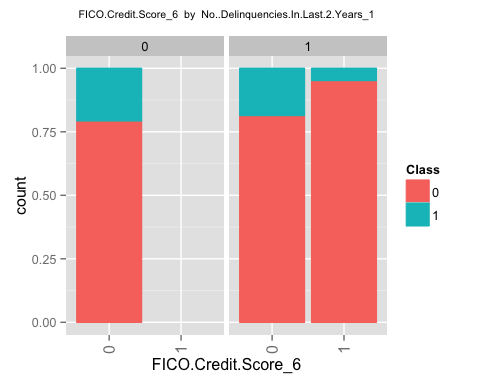 FICO.Credit.Score_6 by No..Delinquencies.In.Last.2.Years_1
0 1
1.00
0.75
0.50
0.25
0.00
count
0 1 0 1
FICO.Credit.Score_6
Class
0
1